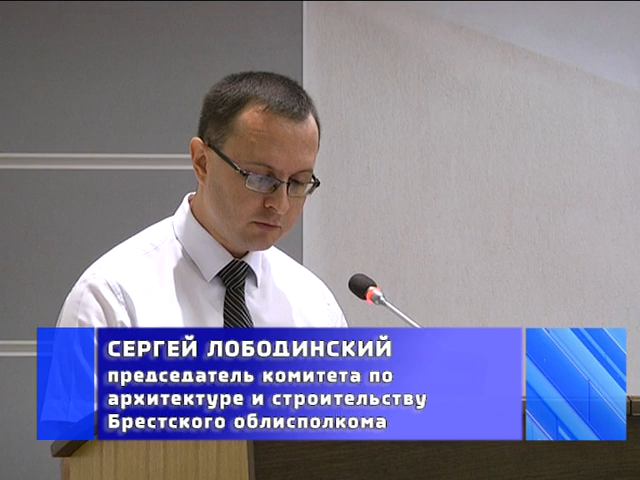 СЕРГЕЙ ЛОБОДИНСКИЙ
председатель комитета по
архитектуре и строительству
Брестского облисполкома